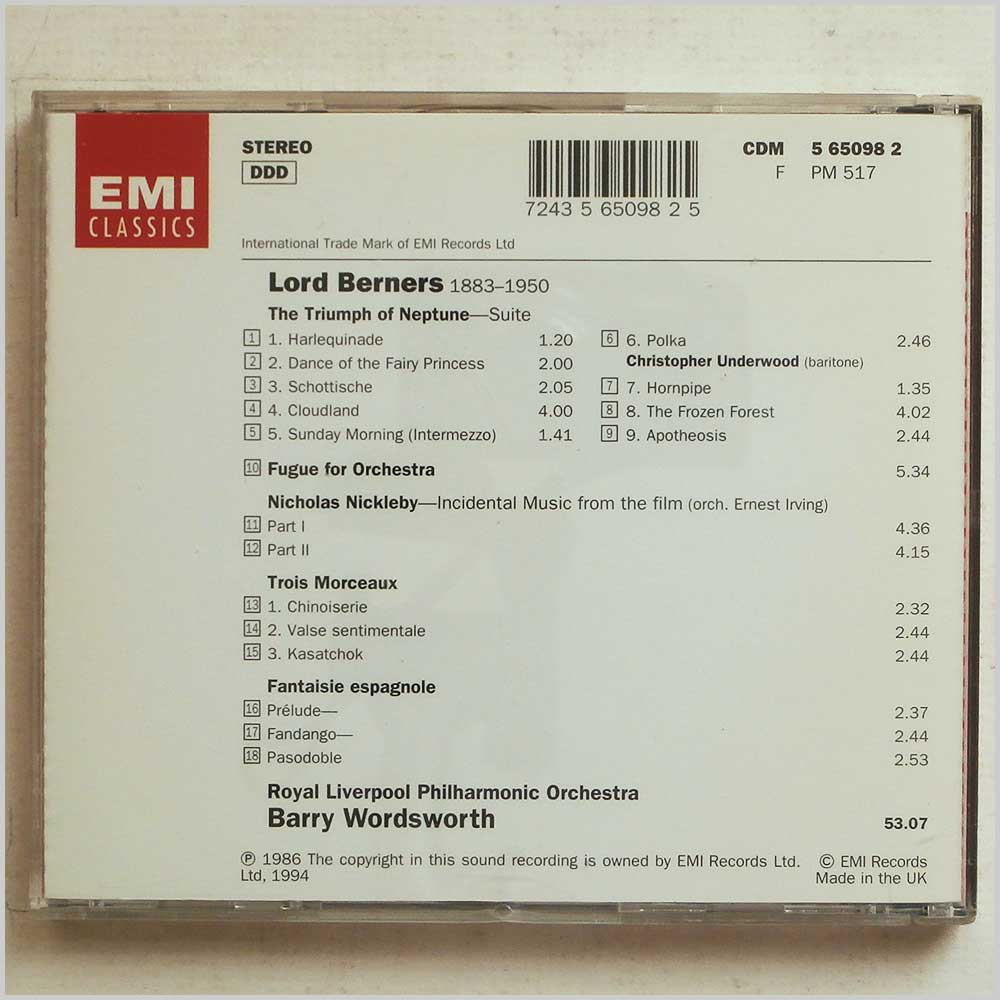 EMI
CLASSICS
STEREO
DDD
7243 5 65098 2 5
CDM 5 65098 2
F PM 517
International Trade Mark of EMI Records Ltd
Lord Berners 1883–1950
The Triumph of Neptune—Suite
1 1. Harlequinade 1.20
2 2. Dance of the Fairy Princess 2.00
3 3. Schottische 2.05
4 4. Cloudland 4.00
5 5. Sunday Morning (Intermezzo) 1.41
6 6. Polka 2.46
Christopher Underwood (baritone)
7 7. Hornpipe 1.35
8 8. The Frozen Forest 4.02
9 9. Apotheosis 2.44
10 Fugue for Orchestra 5.34
Nicholas Nickleby—Incidental Music from the film (orch. Ernest Irving)
11 Part I 4.36
12 Part II 4.15
Trois Morceaux
13 1. Chinoiserie 2.32
14 2. Valse sentimentale 2.44
15 3. Kasatchok 2.44
Fantaisie espagnole
16 Prélude— 2.37
17 Fandango— 2.44
18 Pasodoble 2.53
Royal Liverpool Philharmonic Orchestra
Barry Wordsworth 53.07
℗ 1986 The copyright in this sound recording is owned by EMI Records Ltd. © EMI Records
Ltd, 1994 Made in the UK